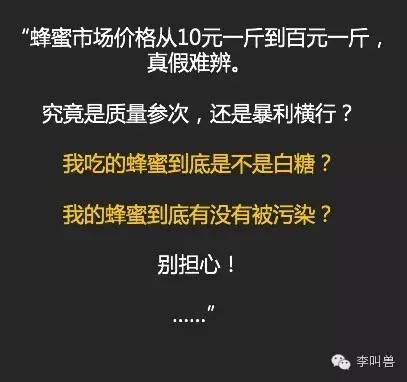 “蜂蜜市场价格从10元一斤到百元一斤，
真假难辨。
究竟是质量参次，还是暴利横行？
我吃的蜂蜜到底是不是白糖？
我的蜂蜜到底有没有被污染？
别担心！
……”
李叫兽